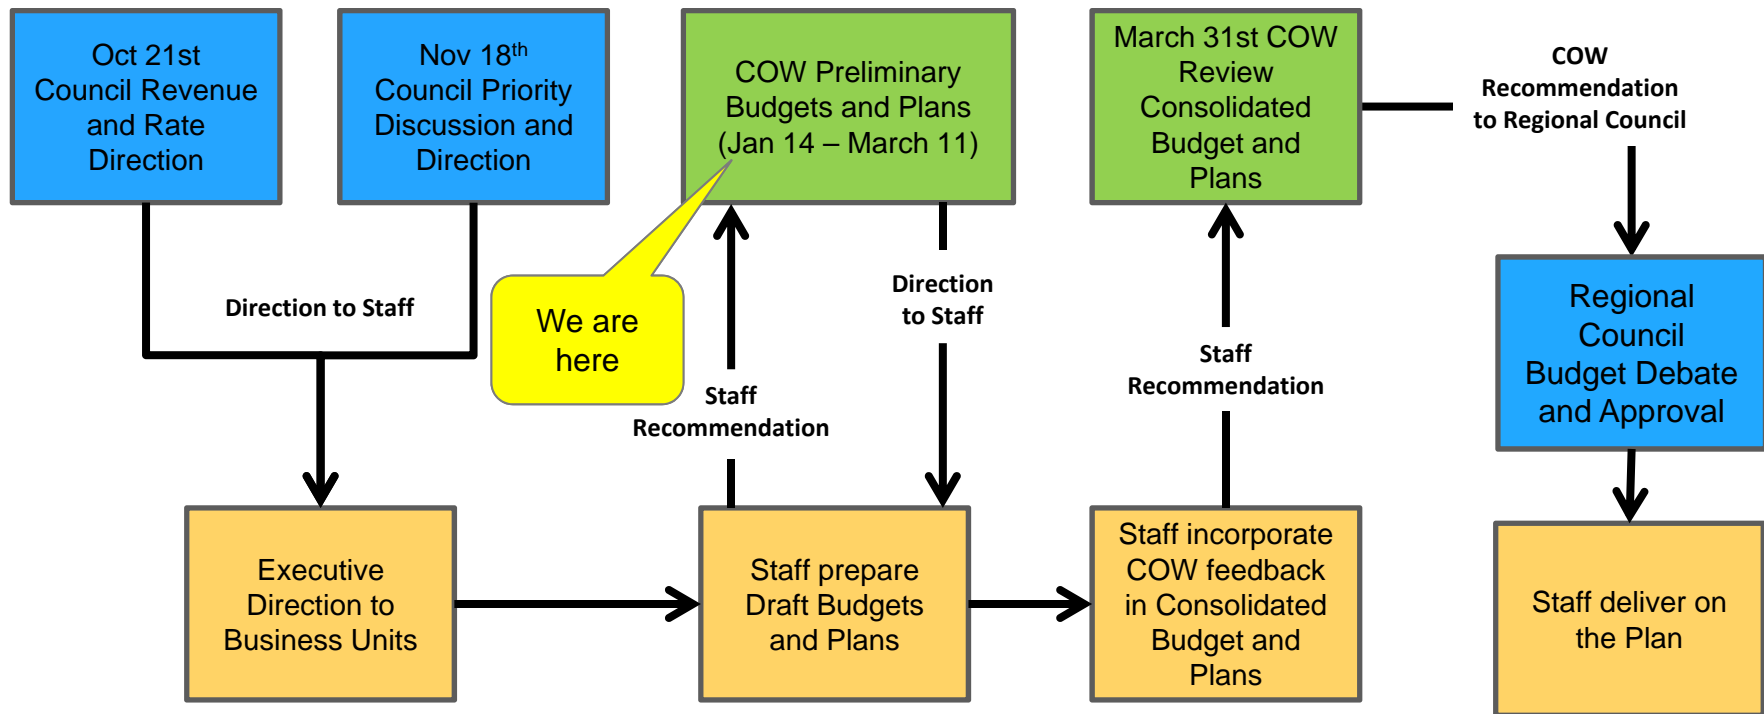 Oct 21st
Council Revenue
and Rate
Direction
Nov 18th
Council Priority
Discussion and
Direction
COW Preliminary
Budgets and Plans
(Jan 14 – March 11)
March 31st COW
Review
Consolidated
Budget and
Plans
COW
Recommendation
to Regional Council
Direction to Staff
We are
here
Staff
Recommendation
Direction
to Staff
Staff
Recommendation
Regional
Council
Budget Debate
and Approval
Executive
Direction to
Business Units
Staff prepare
Draft Budgets
and Plans
Staff incorporate
COW feedback
in Consolidated
Budget and
Plans
Staff deliver on
the Plan